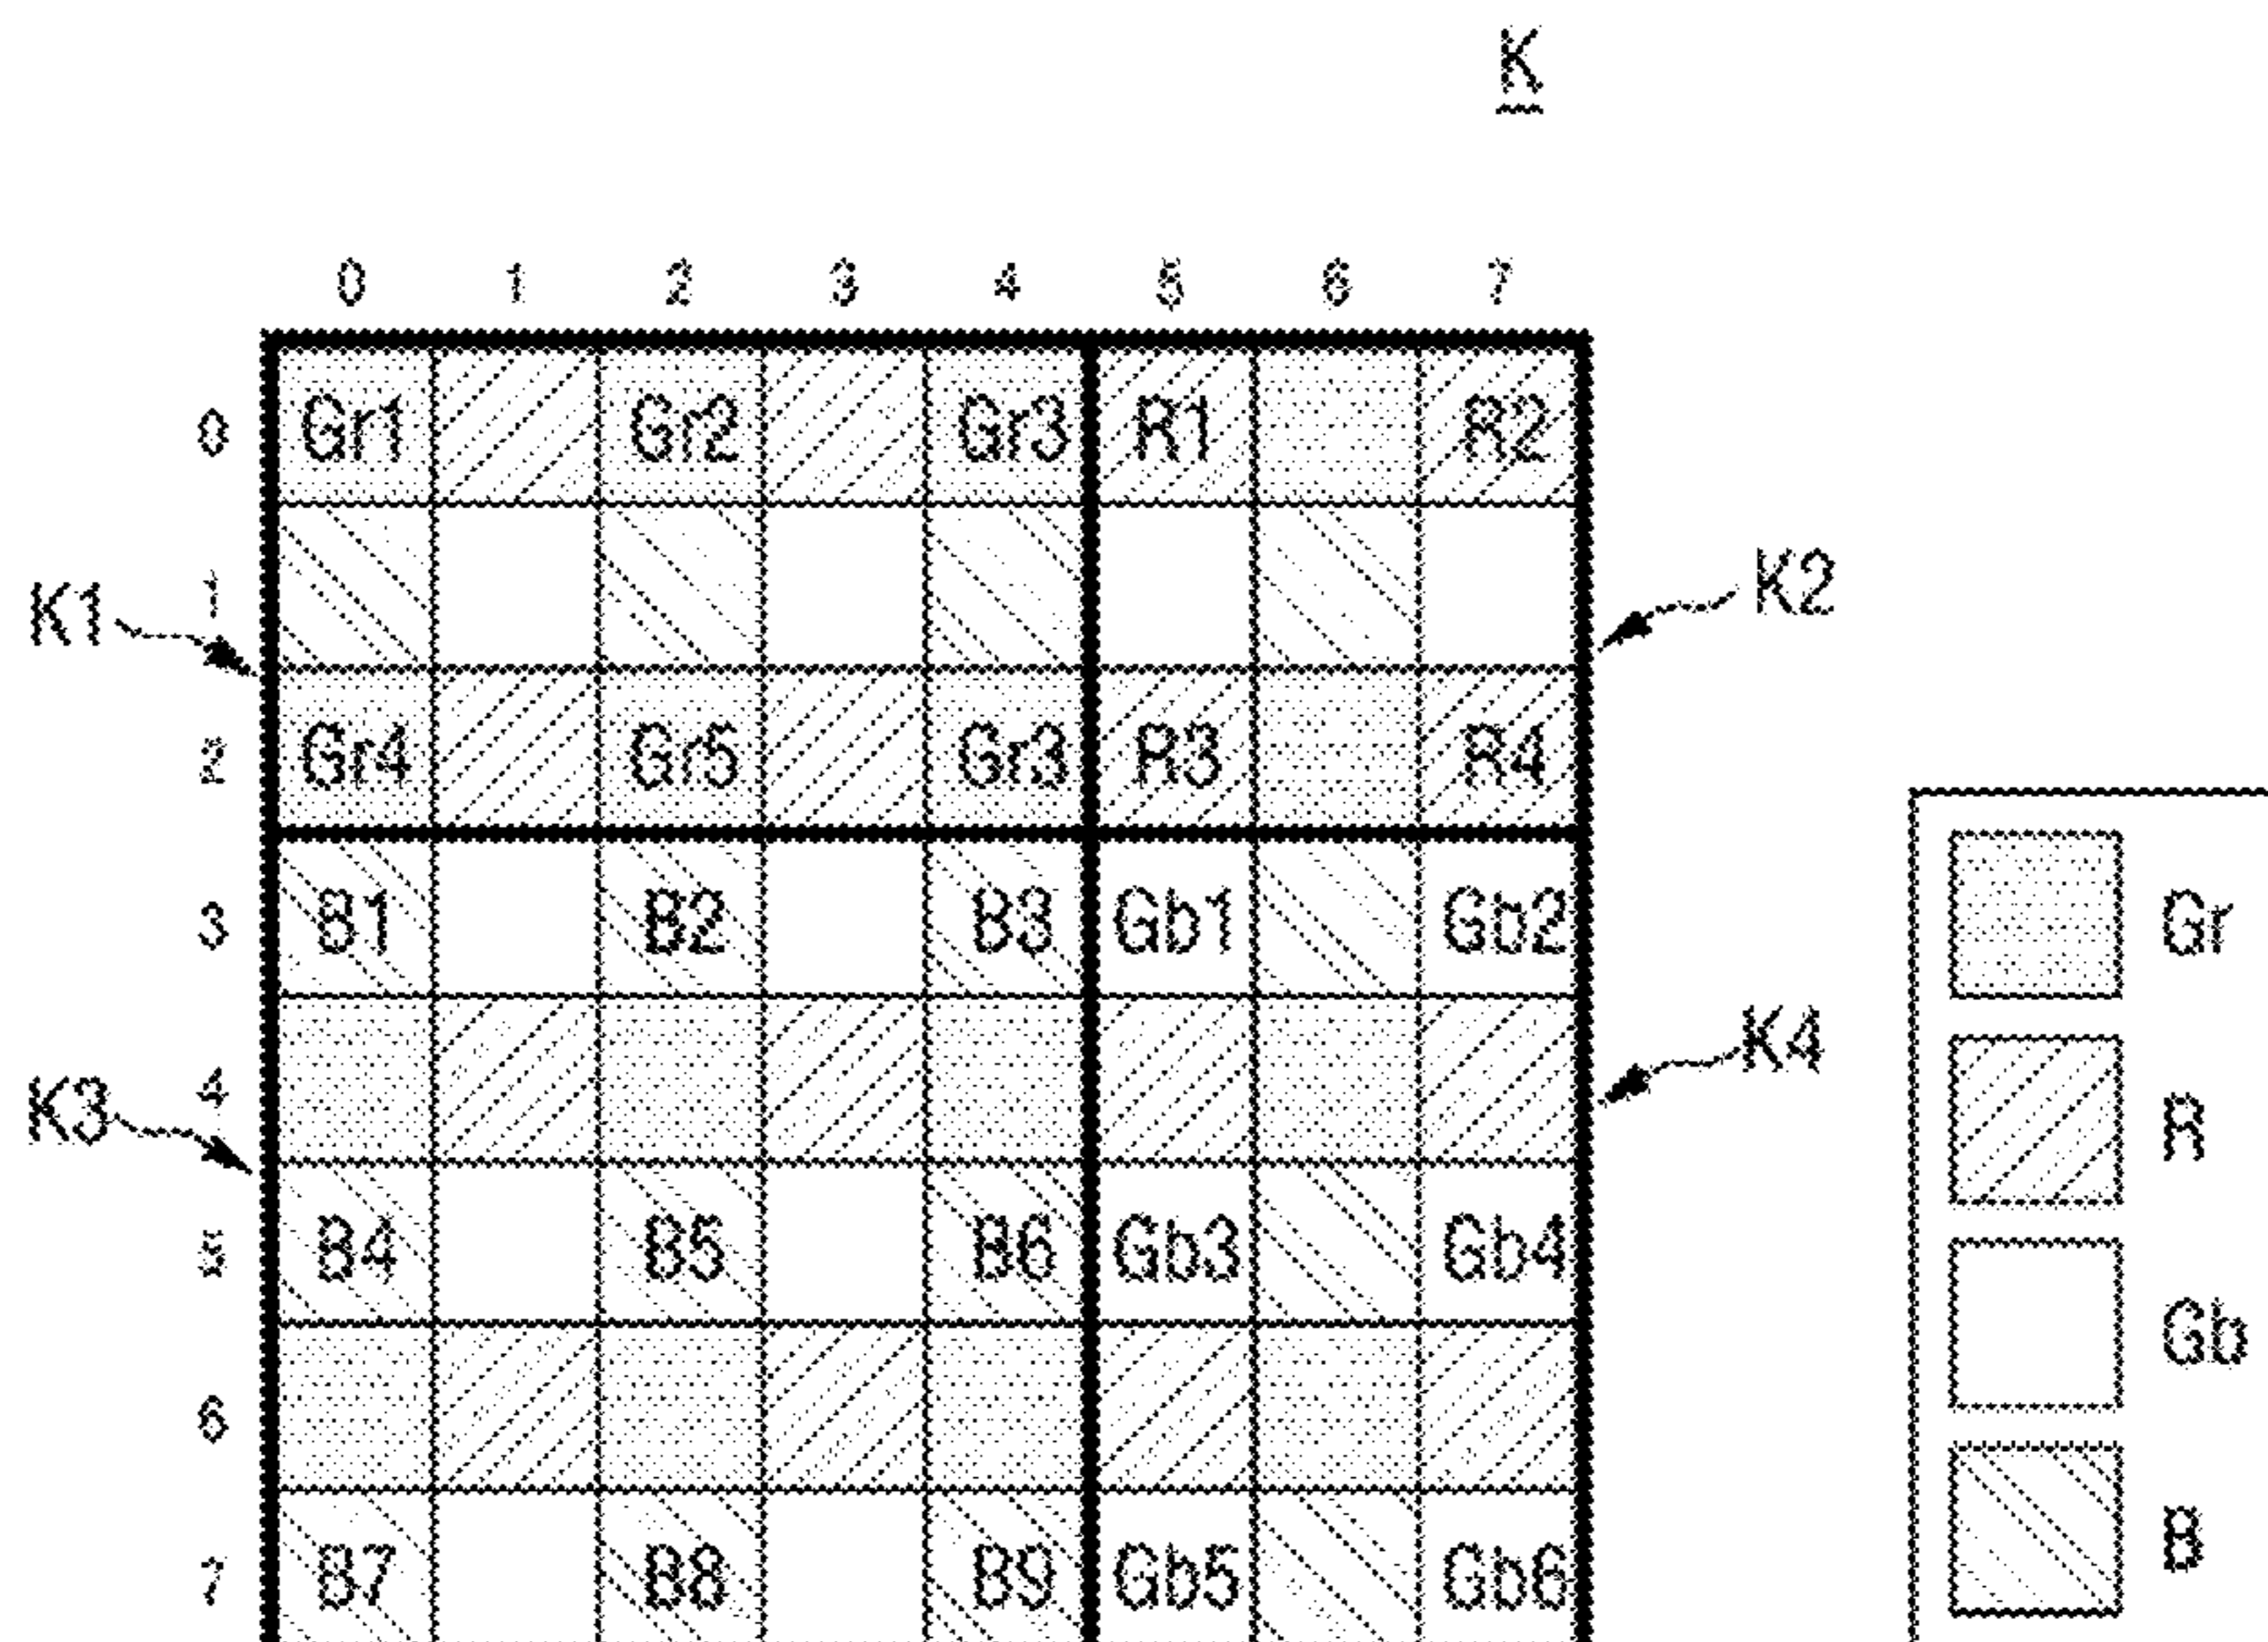 K
0 1 2 3 4 5 6 7
0 Gr1 Gr2 Gr3 R1 R2
K1 1 K2
2 Gr4 Gr5 Gr3 R3 R4
3 B1 B2 B3 Gb1 Gb2
Gr
K3 4 K4
R
5 B4 B5 B6 Gb3 Gb4
Gb
6
7 B7 B8 B9 Gb5 Gb6
B